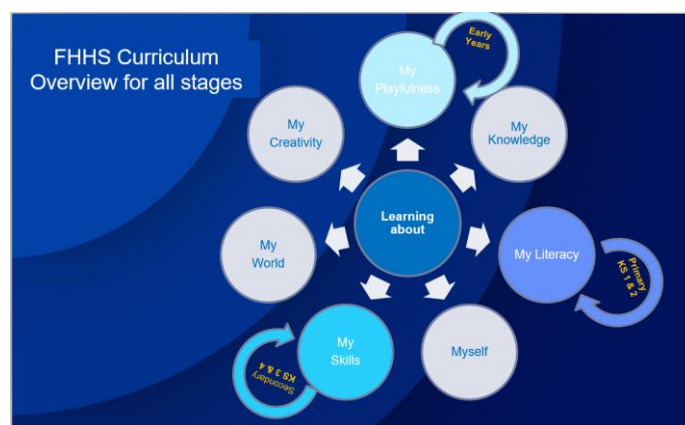 FHHS Curriculum
Overview for all stages
Early
Years
My
Playfulness
My
Knowledge
My
Creativity
Learning
about
My Literacy
Primary
KS 1 & 2
My
World
My
Skills
Myself
Secondary
KS 3 & 4